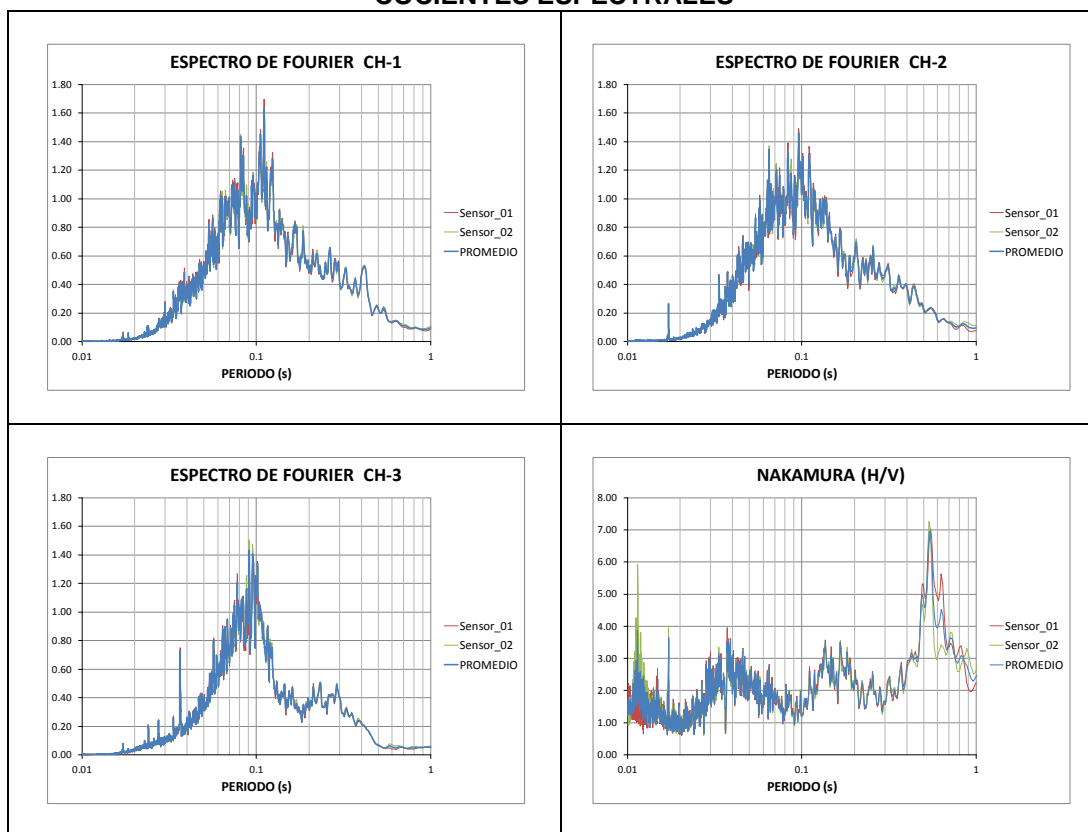 COCIENTES ESPECTRALES
ESPECTRO DE FOURIER CH-1
1.80
1.60
1.40
1.20
1.00
0.80
0.60
0.40
0.20
0.00
0.01 0.1 1
PERIODO (s)
Sensor_01
Sensor_02
PROMEDIO
ESPECTRO DE FOURIER CH-2
1.80
1.60
1.40
1.20
1.00
0.80
0.60
0.40
0.20
0.00
0.01 0.1 1
PERIODO (s)
Sensor_01
Sensor_02
PROMEDIO
ESPECTRO DE FOURIER CH-3
1.80
1.60
1.40
1.20
1.00
0.80
0.60
0.40
0.20
0.00
0.01 0.1 1
PERIODO (s)
Sensor_01
Sensor_02
PROMEDIO
NAKAMURA (H/V)
8.00
7.00
6.00
5.00
4.00
3.00
2.00
1.00
0.00
0.01 0.1 1
PERIODO (s)
Sensor_01
Sensor_02
PROMEDIO